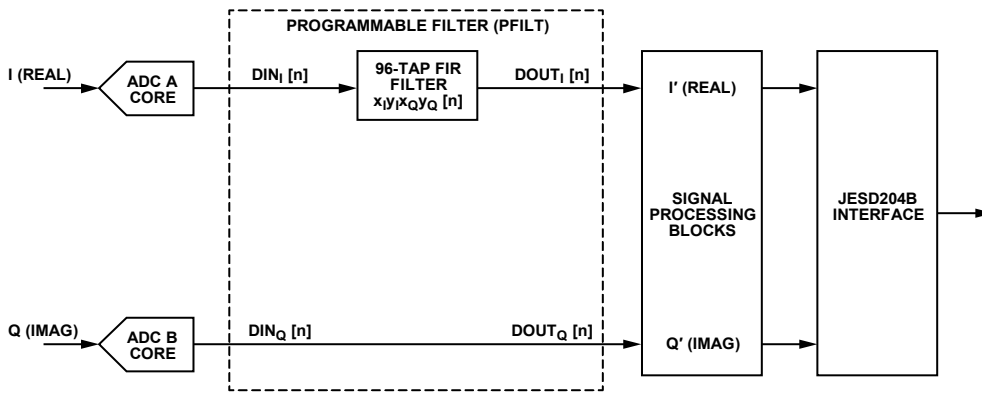 PROGRAMMABLE FILTER (PFILT)
I (REAL)
ADC A
CORE
DINI [n]
96-TAP FIR
FILTER
xIyIxQyQ [n]
DOUTI [n]
I′ (REAL)
SIGNAL
PROCESSING
BLOCKS
JESD204B
INTERFACE
Q (IMAG)
ADC B
CORE
DINQ [n]
DOUTQ [n]
Q′ (IMAG)